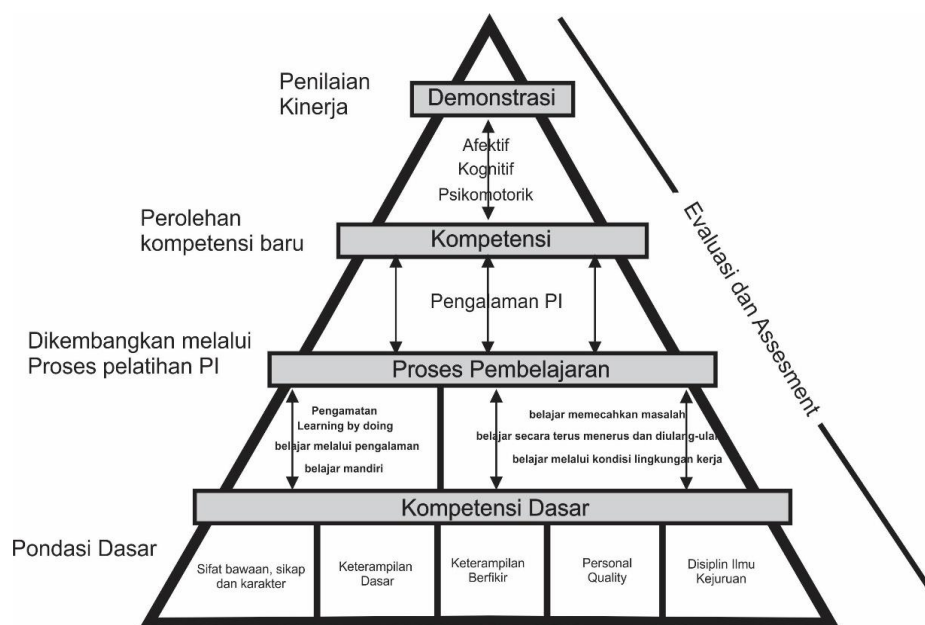 Penilaian
Kinerja
Demonstrasi
Afektif
Kognitif
Psikomotorik
Perolehan
kompetensi baru
Kompetensi
Pengalaman PI
Dikembangkan melalui
Proses pelatihan PI
Proses Pembelajaran
Pengamatan
Learning by doing
belajar melalui pengalaman
belajar mandiri
belajar memecahkan masalah
belajar secara terus menerus dan diulang-ulan
belajar melalui kondisi lingkungan kerja
Kompetensi Dasar
Pondasi Dasar
Sifat bawaan, sikap
dan karakter
Keterampilan
Dasar
Keterampilan
Berfikir
Personal
Quality
Disiplin Ilmu
Kejuruan
Evaluasi dan Assesment